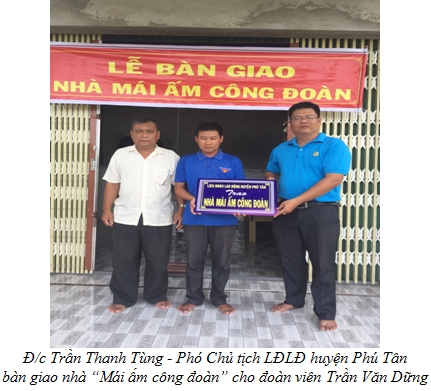 LỄ BÀN GIAO
NHÀ MÁI ẤM CÔNG ĐOÀN
LIÊN ĐOÀN LAO ĐỘNG HUYỆN PHÚ TÂN
Trao
NHÀ MÁI ẤM CÔNG ĐOÀN
Đ/c Trần Thanh Tùng - Phó Chủ tịch LĐLĐ huyện Phú Tân
bàn giao nhà “Mái ấm công đoàn” cho đoàn viên Trần Văn Dững